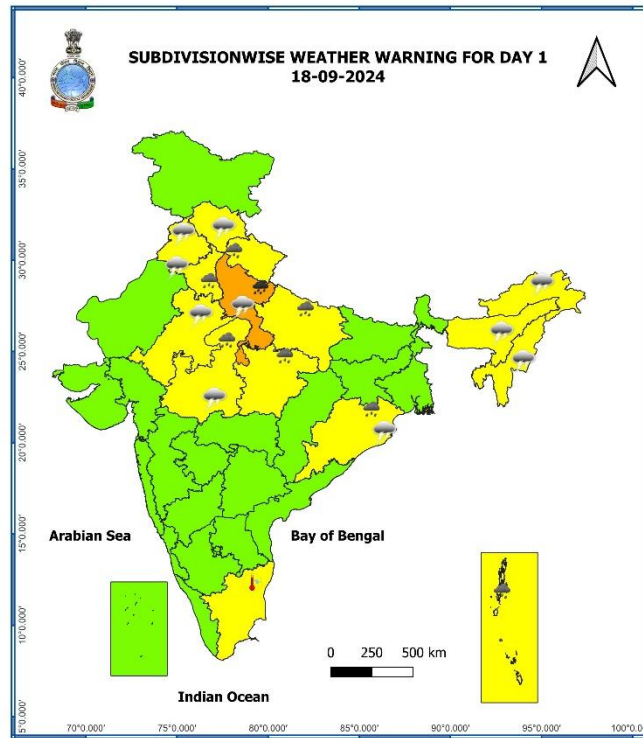 SUBDIVISIONWISE WEATHER WARNING FOR DAY 1
18-09-2024
40°0.000'
35°0.000'
30°0.000'
25°0.000'
20°0.000'
15°0.000'
10°0.000'
5°0.000'
Arabian Sea
Bay of Bengal
0 250 500 km
Indian Ocean
70°0.000' 75°0.000' 80°0.000' 85°0.000' 90°0.000' 95°0.000' 100°0.000'